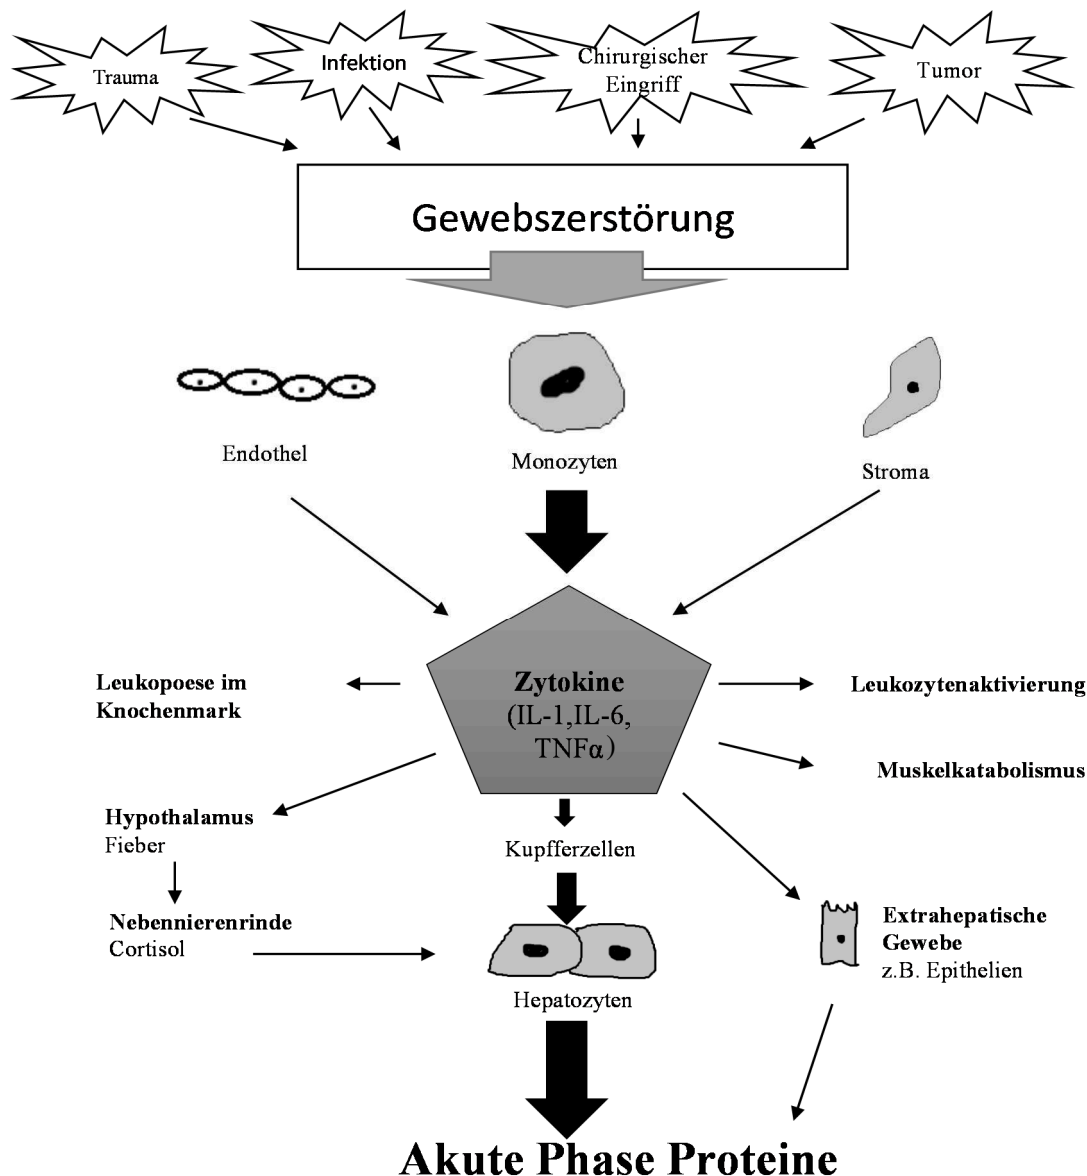 Trauma
Infektion
Chirurgischer
Eingriff
Tumor
Gewebszerstörung
Endothel
Monozyten
Stroma
Zytokine
(IL-1,IL-6,
TNFα)
Leukopoese im
Knochenmark
Leukozytenaktivierung
Muskelkatabolismus
Hypothalamus
Fieber
Kupfferzellen
Nebennierenrinde
Cortisol
Extrahepatische
Gewebe
z.B. Epithelien
Hepatozyten
Akute Phase Proteine